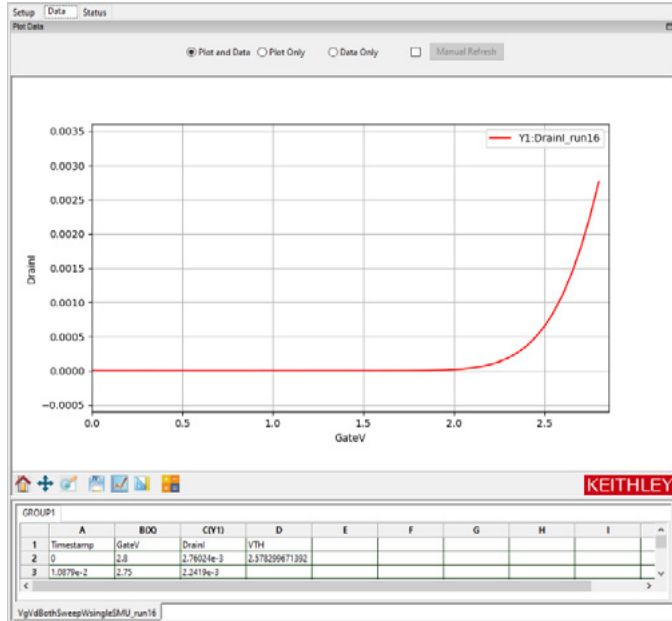 Setup Data Status
Plot Data
Plot and Data Plot Only Data Only Manual Refresh
0.0035
Y1:DrainI_run16
0.0030
0.0025
0.0020
0.0015
0.0010
0.0005
0.0000
−0.0005
DrainI
0.0 0.5 1.0 1.5 2.0 2.5
GateV
KEITHLEY
GROUP1
A B(X) C(Y1) D E F G H I
1 Timestamp GateV DrainI VTH
2 0 2.8 2.76024e-3 2.578299671392
3 1.0879e-2 2.75 2.2419e-3
VgVdBothSweepWsingleSMU_run16